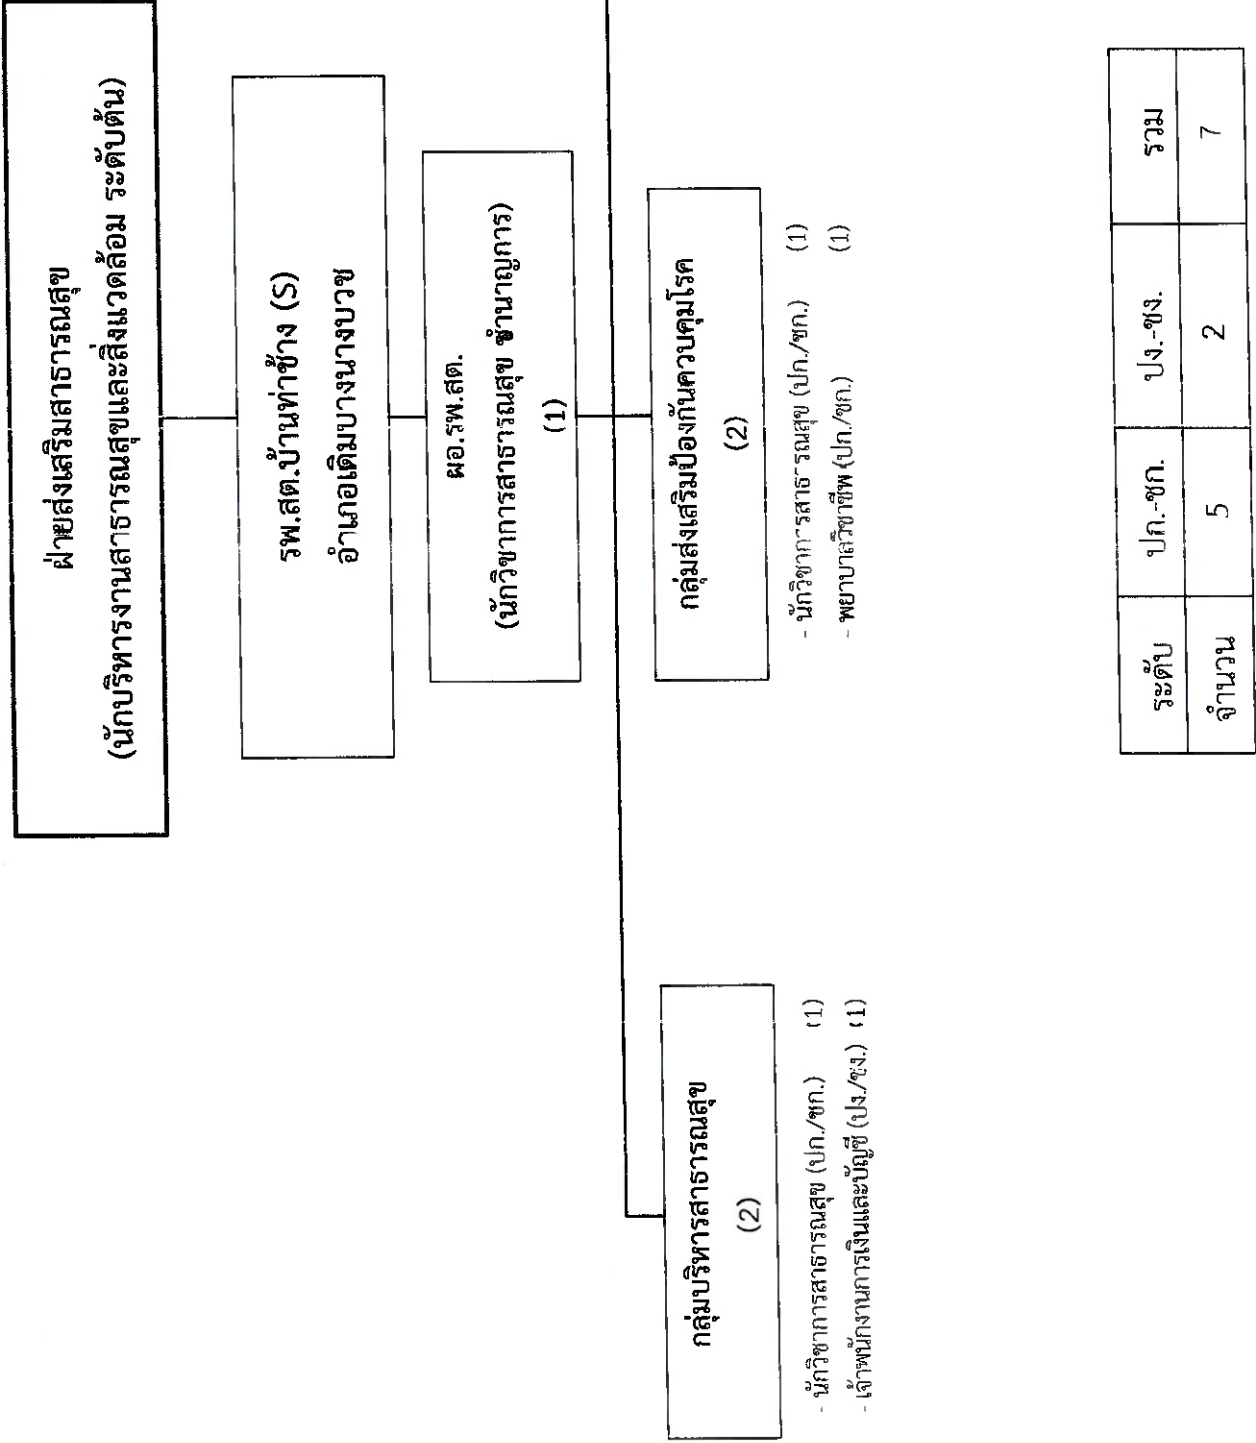 ฝ่ายส่งเสริมสาธารณสุข
(นักบริหารงานสาธารณสุขและสิ่งแวดล้อม ระดับต้น)
รพ.สต.บ้านท่าช้าง (S)
อำเภอเดิมบางนางบวช
ผอ.รพ.สต.
(นักวิชาการสาธารณสุข ชำนาญการ)
(1)
กลุ่มบริหารสาธารณสุข
(2)
- นักวิชาการสาธารณสุข (ปก./ชก.) (1)
- เจ้าพนักงานการเงินและบัญชี (ปง./ชง.) (1)
กลุ่มส่งเสริมป้องกันควบคุมโรค
(2)
- นักวิชาการสาธารณสุข (ปก./ชก.) (1)
- พยาบาลวิชาชีพ (ปก./ชก.) (1)
ระดับ ปก.-ชก. ปง.-ชง. รวม
จำนวน 5 2 7